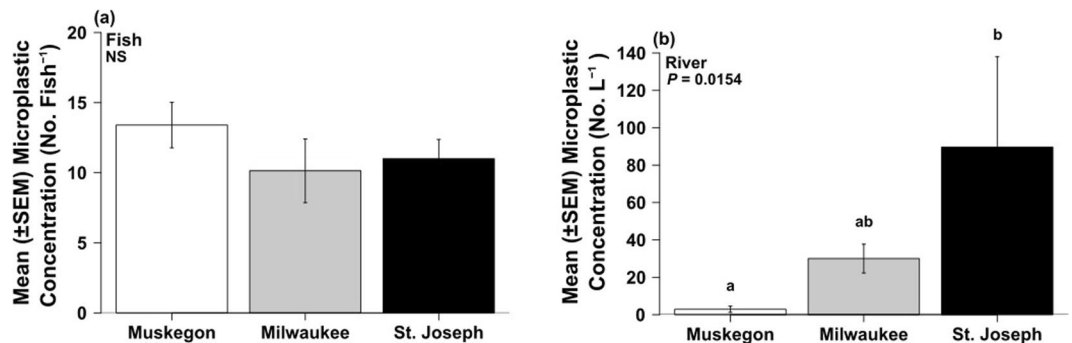 (a)
Fish
NS
Mean (±SEM) Microplastic
Concentration (No. Fish⁻¹)
20
15
10
5
0
Muskegon Milwaukee St. Joseph
(b)
River
P = 0.0154
Mean (±SEM) Microplastic
Concentration (No. L⁻¹)
140
120
100
80
60
40
20
0
a
ab
b
Muskegon Milwaukee St. Joseph